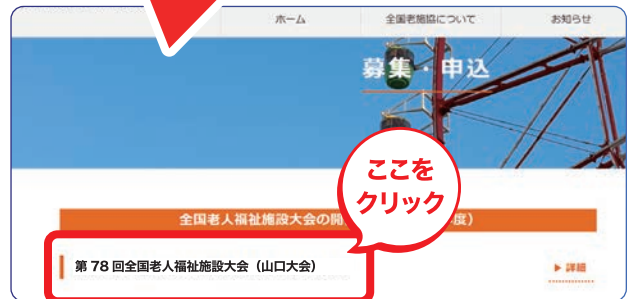 ホーム 全国老施協について お知らせ
募集・申込
ここを
クリック
全国老人福祉施設大会の開 度)
第 78 回全国老人福祉施設大会（山口大会）
▶ 詳細